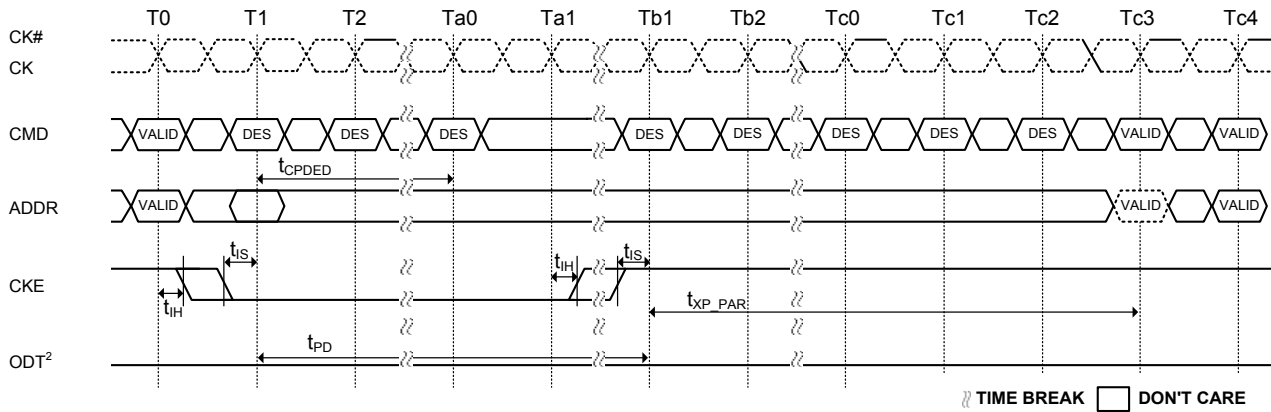 T0 T1 T2 Ta0 Ta1 Tb1 Tb2 Tc0 Tc1 Tc2 Tc3 Tc4
CK#
CK
CMD VALID DES DES DES DES DES DES DES DES VALID VALID
tCPDED
ADDR VALID VALID VALID
tIS tIH tIS
CKE
tIH tXP_PAR
tPD
ODT²
TIME BREAK DON'T CARE